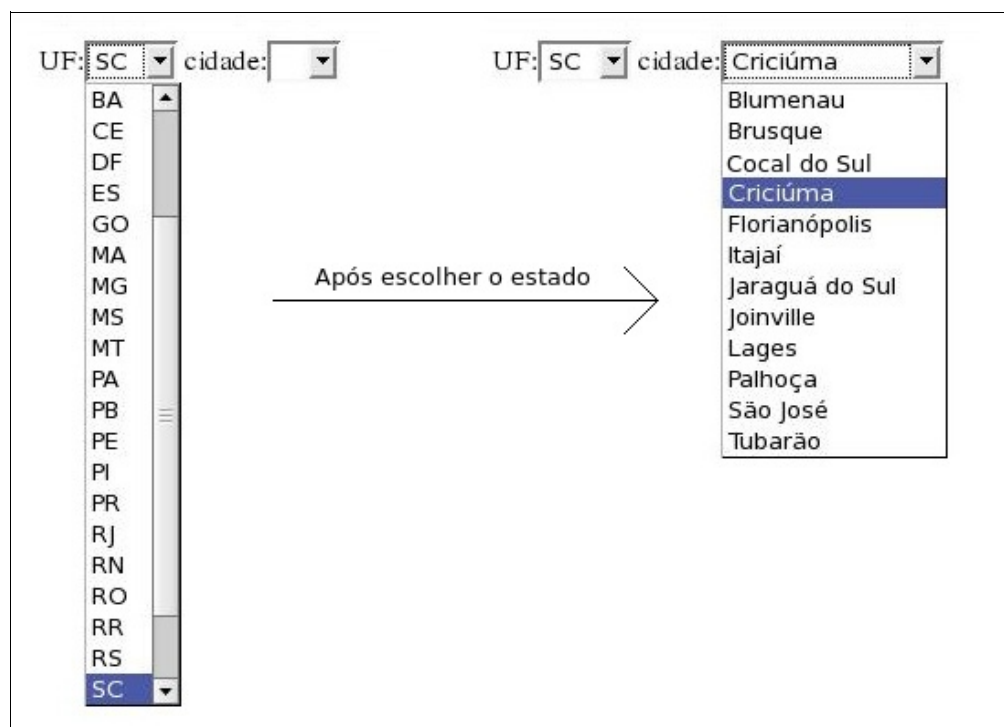 UF: SC cidade:
BA
CE
DF
ES
GO
MA
MG
MS
MT
PA
PB
PE
PI
PR
RJ
RN
RO
RR
RS
SC
Após escolher o estado
UF: SC cidade: Criciúma
Blumenau
Brusque
Cocal do Sul
Criciúma
Florianópolis
Itajaí
Jaraguá do Sul
Joinville
Lages
Palhoça
São José
Tubarão